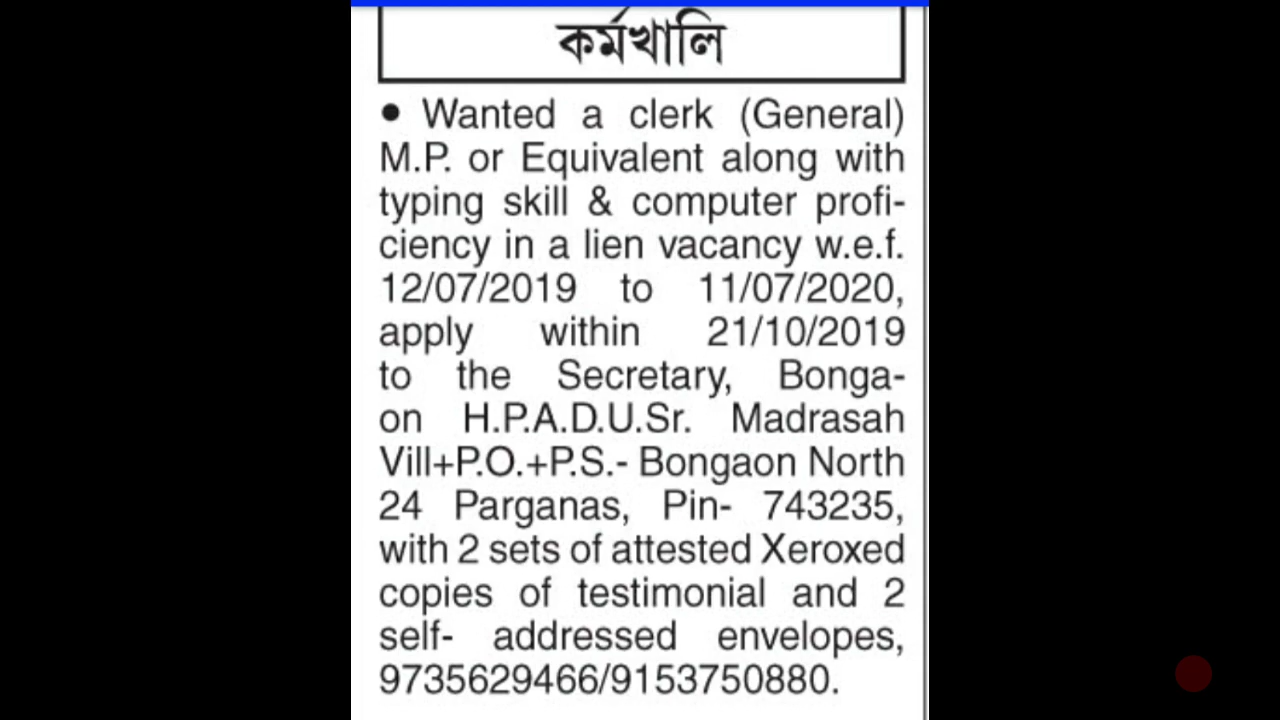 কর্মখালি
● Wanted a clerk (General)
M.P. or Equivalent along with
typing skill & computer profi-
ciency in a lien vacancy w.e.f.
12/07/2019 to 11/07/2020,
apply within 21/10/2019
to the Secretary, Bonga-
on H.P.A.D.U.Sr. Madrasah
Vill+P.O.+P.S.- Bongaon North
24 Parganas, Pin- 743235,
with 2 sets of attested Xeroxed
copies of testimonial and 2
self- addressed envelopes,
9735629466/9153750880.